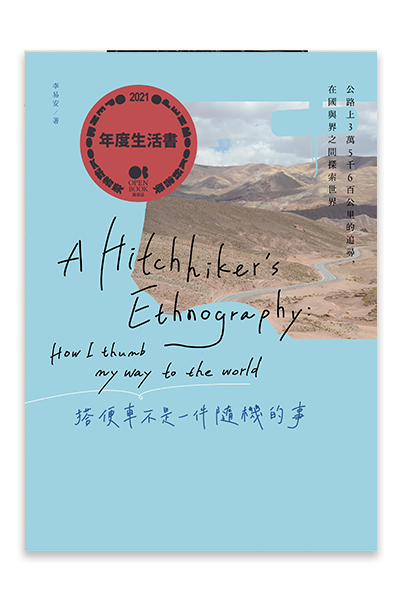 李易安／著
公路上3萬5千6百公里的追尋，
在國與界之間探索世界
2021
年度生活書
OPEN
BOOK
A Hitchhiker's
Ethnography:
How I thumb
my way to the world
搭便車不是一件隨機的事